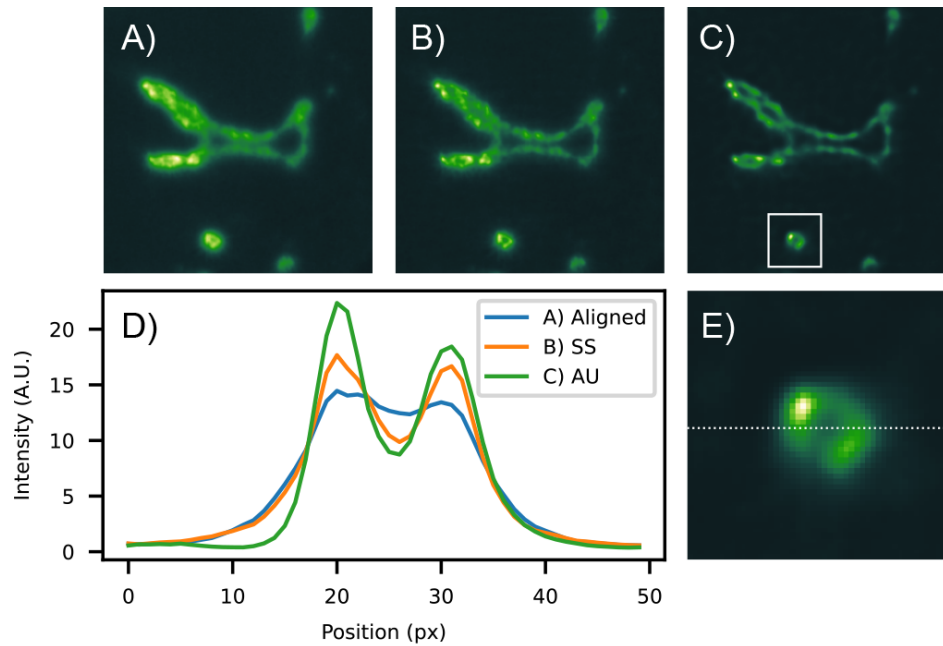 A)
B)
C)
D)
A) Aligned
B) SS
C) AU
E)
Intensity (A.U.)
20
15
10
5
0
0 10 20 30 40 50
Position (px)